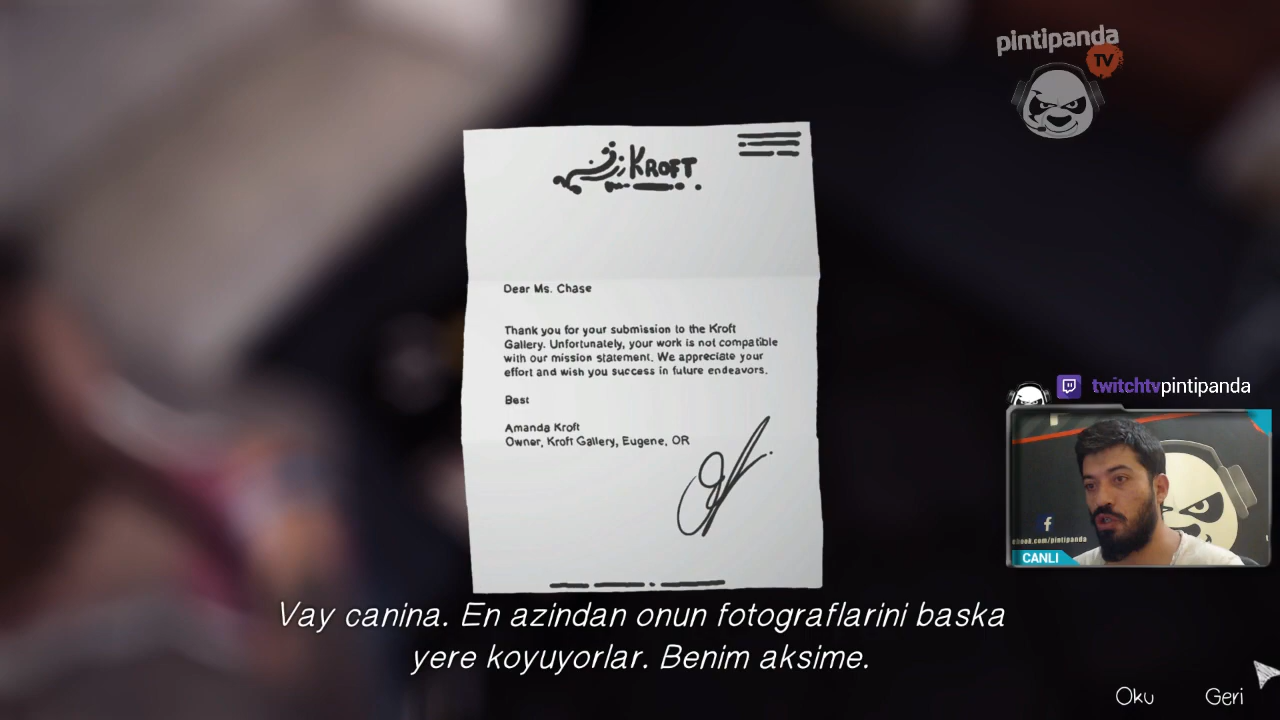 pintipanda
TV
KROFT
Dear Ms. Chase
Thank you for your submission to the Kroft
Gallery. Unfortunately, your work is not compatible
with our mission statement. We appreciate your
effort and wish you success in future endeavors.
Best
Amanda Kroft
Owner, Kroft Gallery, Eugene, OR
twitchtvpintipanda
f
ebook.com/pintipanda
CANLI
Vay canina. En azindan onun fotograflarini baska
yere koyuyorlar. Benim aksime.
Oku Geri